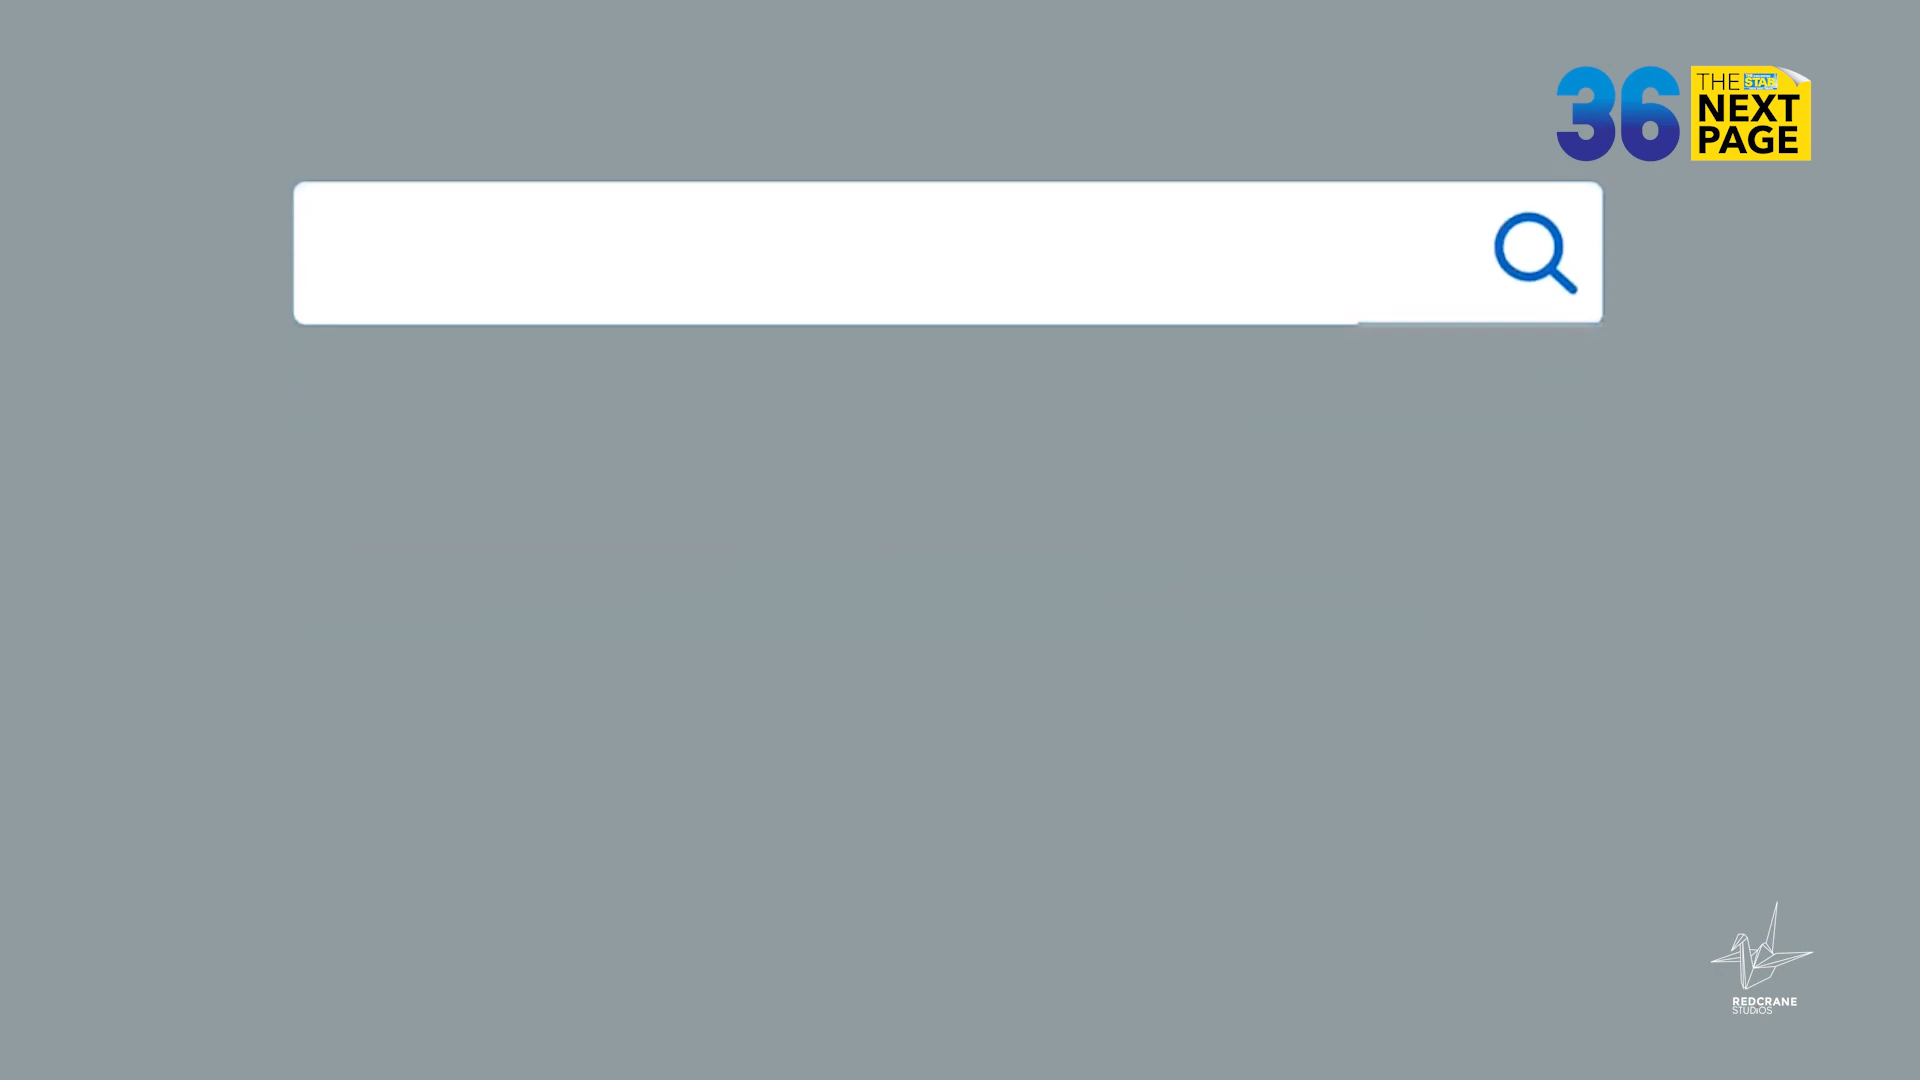 36
THE STAR
NEXT
PAGE
REDCRANE
STUDIOS